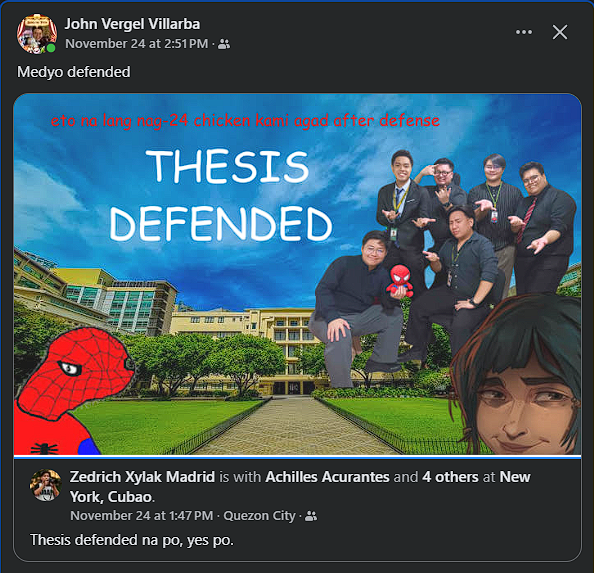 John Vergel Villarba
November 24 at 2:51 PM ·
Medyo defended
eto na lang nag-24 chicken kami agad after defense
THESIS
DEFENDED
Zedrich Xylak Madrid is with Achilles Acurantes and 4 others at New
York, Cubao.
November 24 at 1:47 PM · Quezon City ·
Thesis defended na po, yes po.